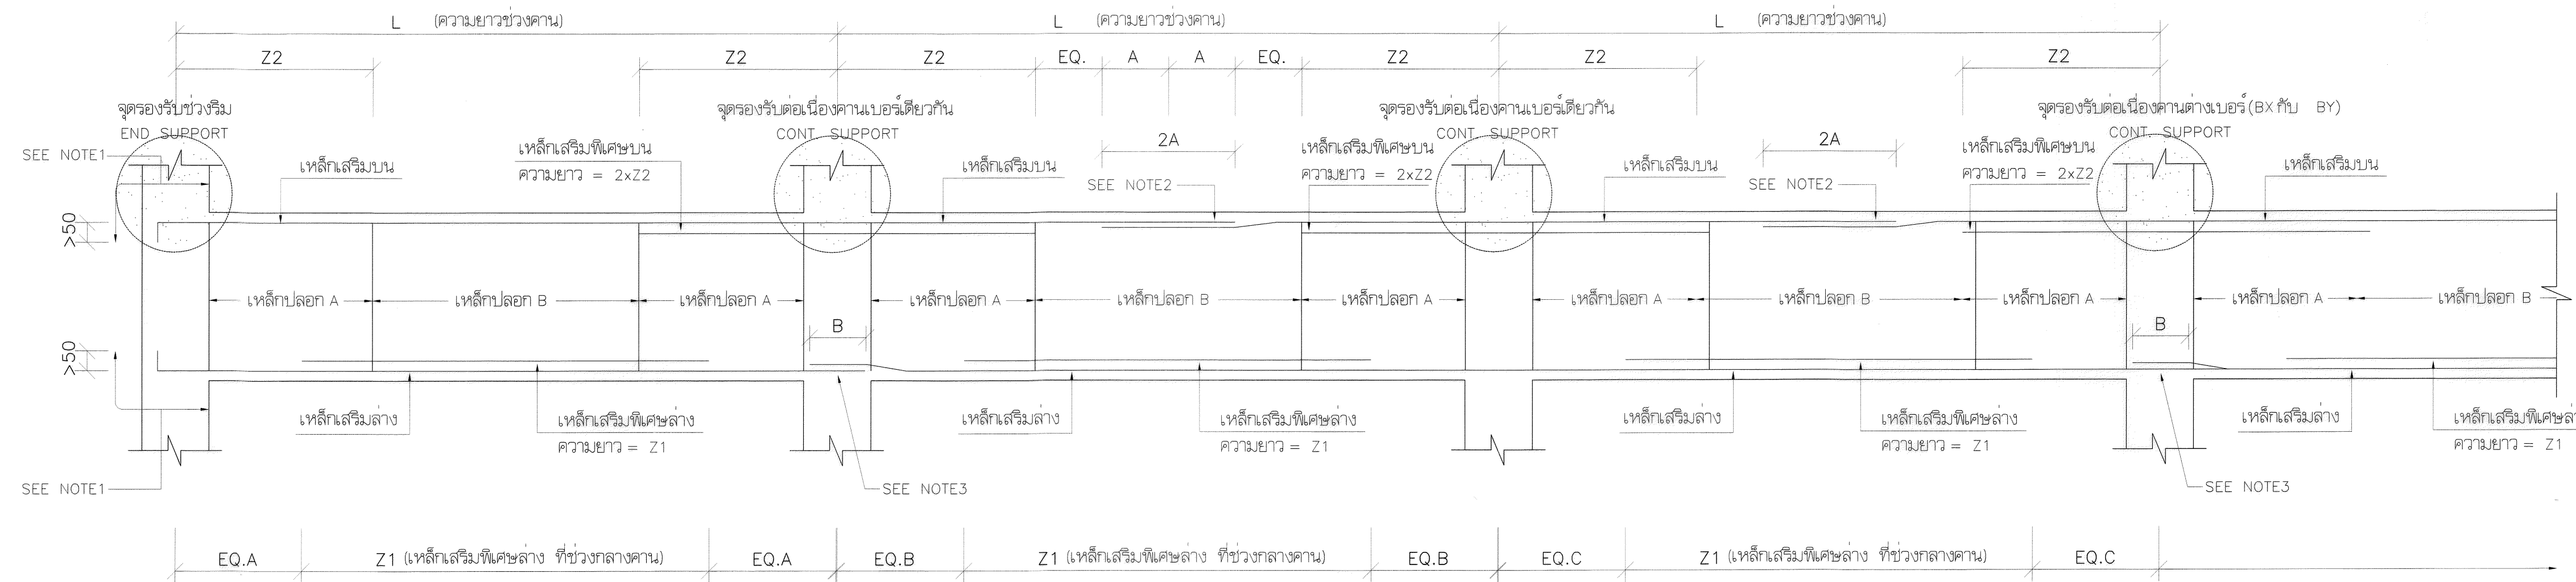 L (ความยาวช่วงคาน) L (ความยาวช่วงคาน) L (ความยาวช่วงคาน)
Z2 Z2 Z2 EQ. A A EQ. Z2 Z2 Z2
จุดรองรับช่วงริม จุดรองรับต่อเนื่องคานเบอร์เดียวกัน จุดรองรับต่อเนื่องคานเบอร์เดียวกัน จุดรองรับต่อเนื่องคานต่างเบอร์(BXกับ BY)
END SUPPORT CONT. SUPPORT CONT. SUPPORT CONT. SUPPORT
2A 2A
SEE NOTE1 เหล็กเสริมบน เหล็กเสริมพิเศษบน เหล็กเสริมบน เหล็กเสริมพิเศษบน เหล็กเสริมบน เหล็กเสริมพิเศษบน เหล็กเสริมบน
ความยาว = 2xZ2 SEE NOTE2 ความยาว = 2xZ2 SEE NOTE2 ความยาว = 2xZ2
>50
เหล็กปลอก A เหล็กปลอก B เหล็กปลอก A เหล็กปลอก A เหล็กปลอก B เหล็กปลอก A เหล็กปลอก A เหล็กปลอก B เหล็กปลอก A เหล็กปลอก A เหล็กปลอก B
B B
>50
เหล็กเสริมล่าง เหล็กเสริมพิเศษล่าง เหล็กเสริมล่าง เหล็กเสริมพิเศษล่าง เหล็กเสริมล่าง เหล็กเสริมพิเศษล่าง เหล็กเสริมล่าง เหล็กเสริมพิเศษล่
ความยาว = Z1 ความยาว = Z1 ความยาว = Z1 ความยาว = Z1
SEE NOTE1 SEE NOTE3 SEE NOTE3
EQ.A Z1 (เหล็กเสริมพิเศษล่าง ที่ช่วงกลางคาน) EQ.A EQ.B Z1 (เหล็กเสริมพิเศษล่าง ที่ช่วงกลางคาน) EQ.B EQ.C Z1 (เหล็กเสริมพิเศษล่าง ที่ช่วงกลางคาน) EQ.C